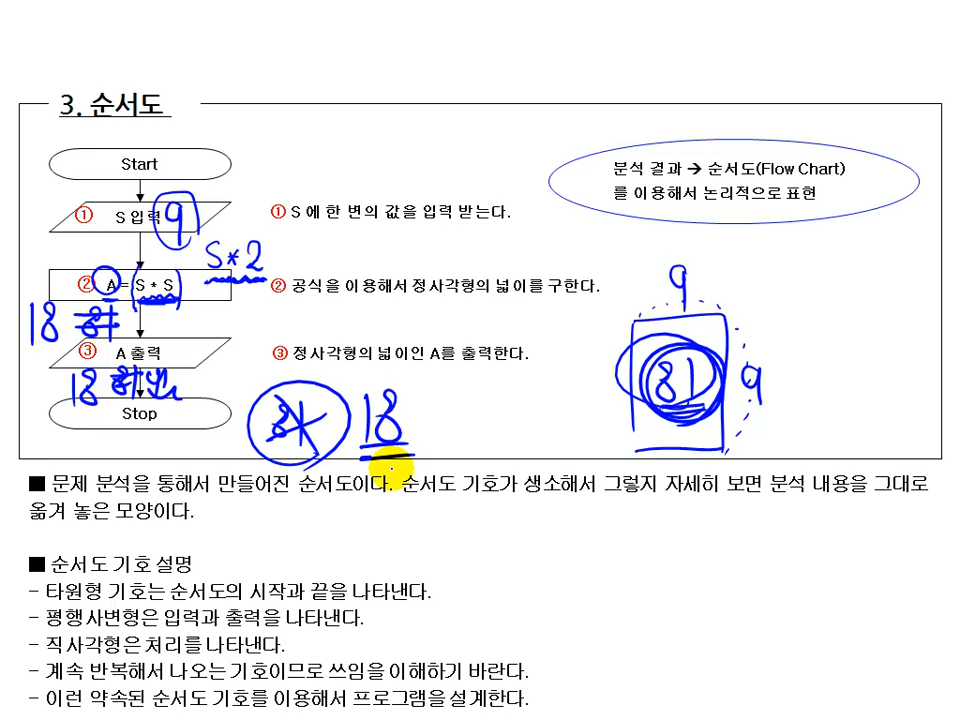 3. 순서도
Start
① S 입력 9
① S 에 한 변의 값을 입력 받는다.
분석 결과 → 순서도(Flow Chart)
를 이용해서 논리적으로 표현
S*2
② A = (S * S)
② 공식을 이용해서 정사각형의 넓이를 구한다.
9
18 81
③ A 출력
③ 정사각형의 넓이인 A를 출력한다.
81 9
18 81
Stop
81 18
■ 문제 분석을 통해서 만들어진 순서도이다. 순서도 기호가 생소해서 그렇지 자세히 보면 분석 내용을 그대로
옮겨 놓은 모양이다.
■ 순서도 기호 설명
- 타원형 기호는 순서도의 시작과 끝을 나타낸다.
- 평행사변형은 입력과 출력을 나타낸다.
- 직사각형은 처리를 나타낸다.
- 계속 반복해서 나오는 기호이므로 쓰임을 이해하기 바란다.
- 이런 약속된 순서도 기호를 이용해서 프로그램을 설계한다.